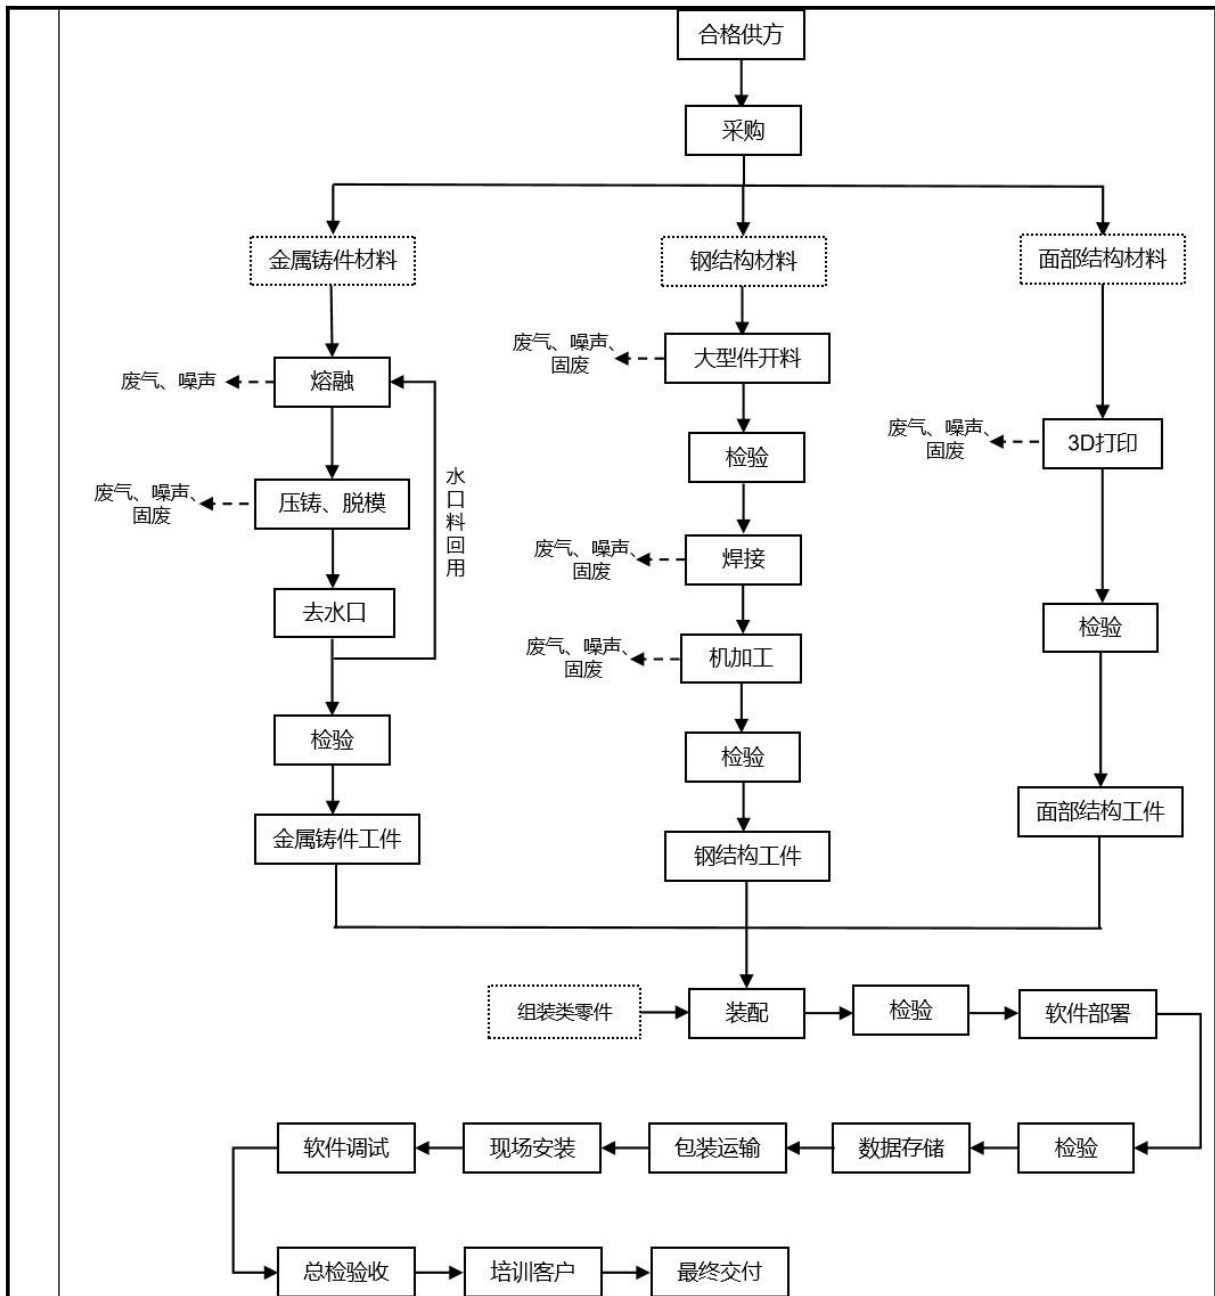 合格供方
采购
金属铸件材料
钢结构材料
面部结构材料
废气、噪声
熔融
废气、噪声、
固废
大型件开料
废气、噪声、
固废
3D打印
检验
废气、噪声、
固废
压铸、脱模
水口料回用
废气、噪声、
固废
焊接
去水口
检验
废气、噪声、
固废
机加工
检验
检验
金属铸件工件
钢结构工件
面部结构工件
组装类零件
装配
检验
软件部署
软件调试
现场安装
包装运输
数据存储
检验
总检验收
培训客户
最终交付